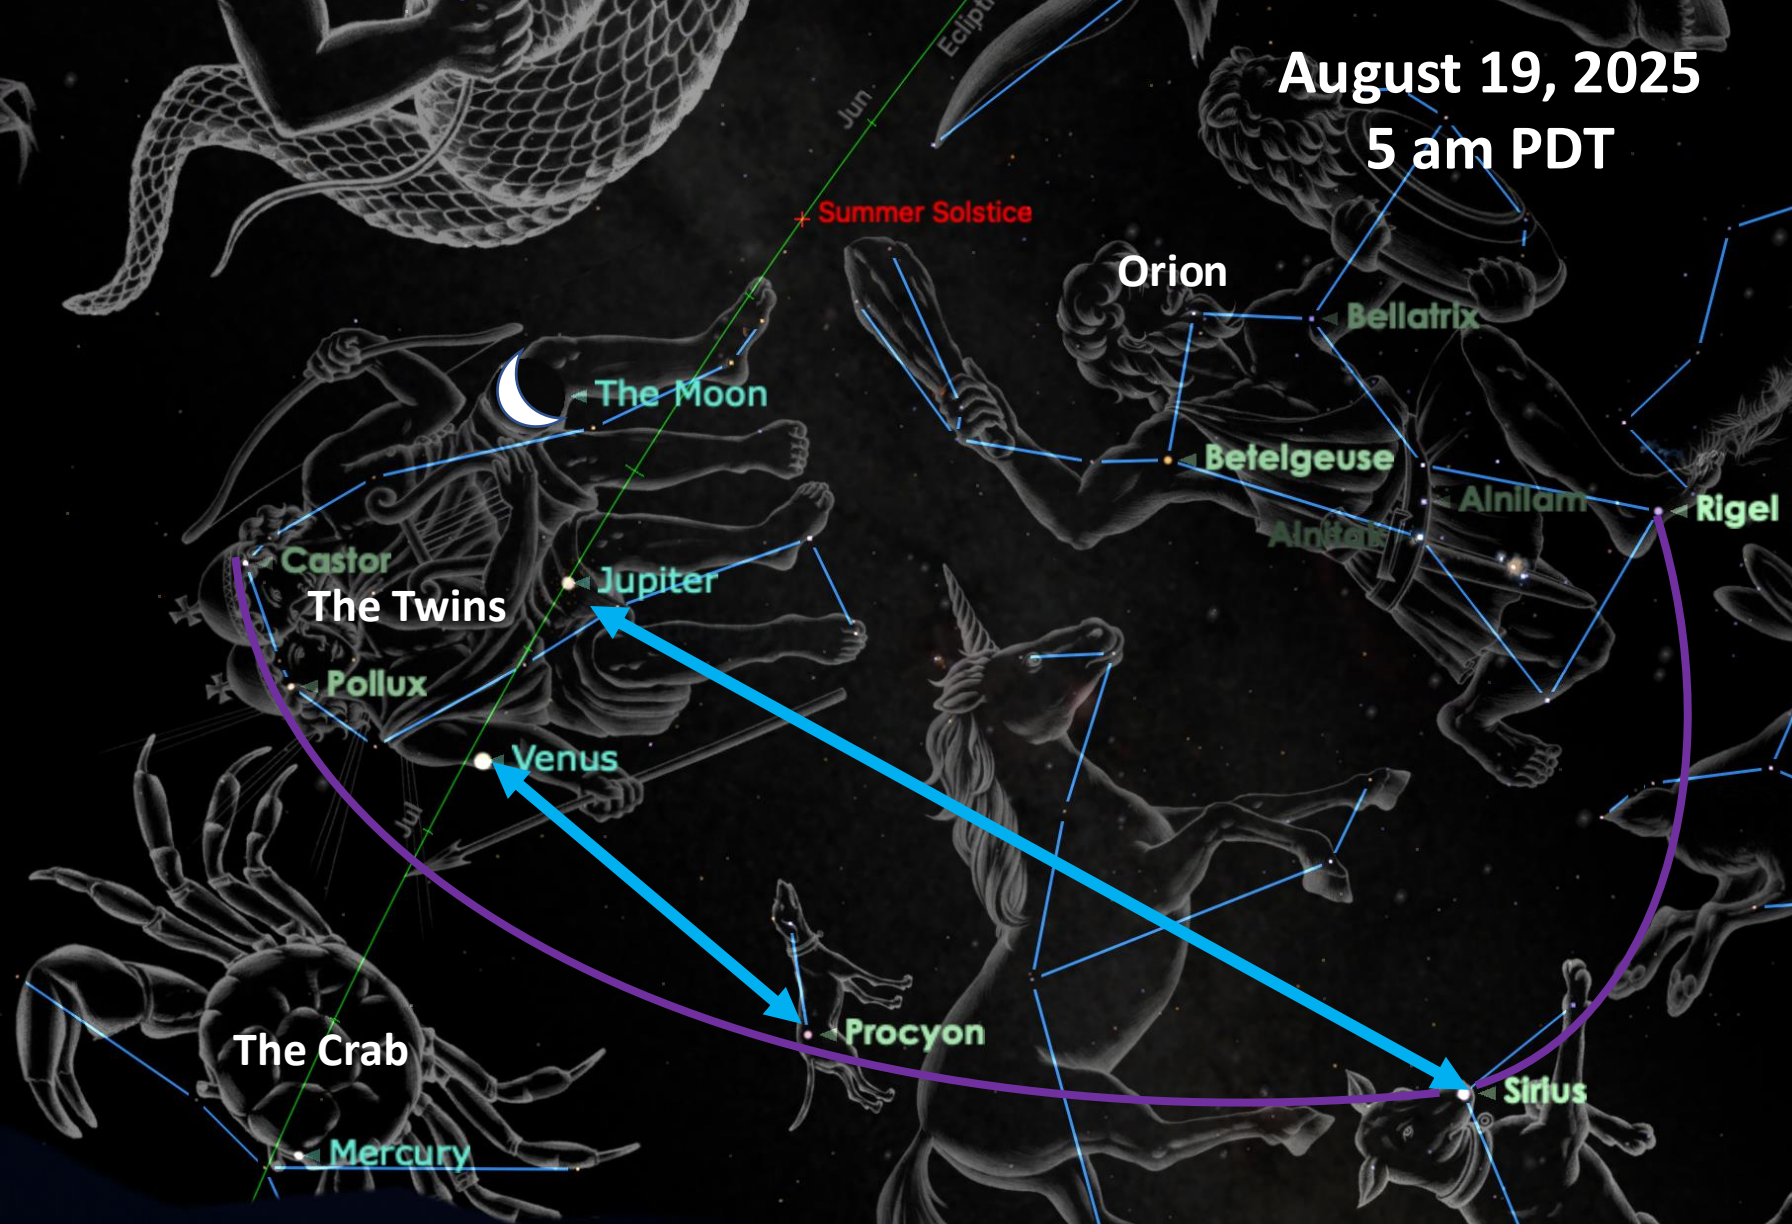 Eclipti
August 19, 2025
5 am PDT
Jun
Summer Solstice
Orion
Bellatrix
The Moon
Betelgeuse
Alnilam
Rigel
Alnitak
Castor
Jupiter
The Twins
Pollux
Venus
Jul
Procyon
The Crab
Sirius
Mercury